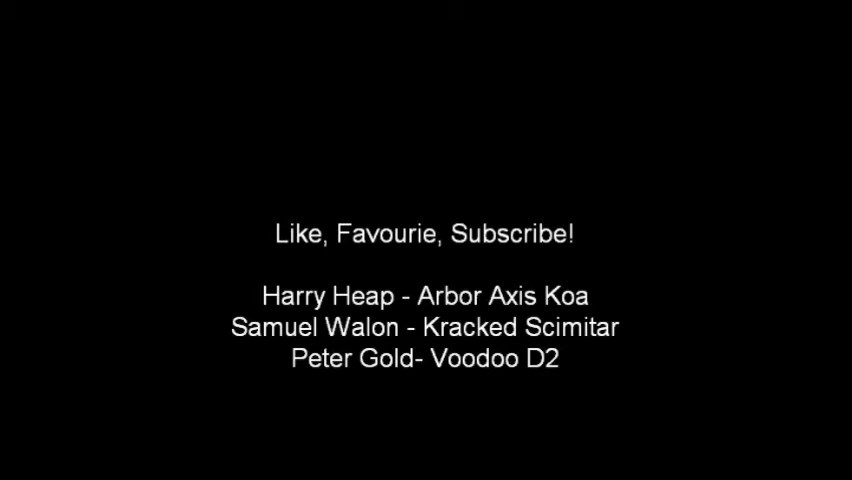 Like, Favourie, Subscribe!
Harry Heap - Arbor Axis Koa
Samuel Walon - Kracked Scimitar
Peter Gold- Voodoo D2